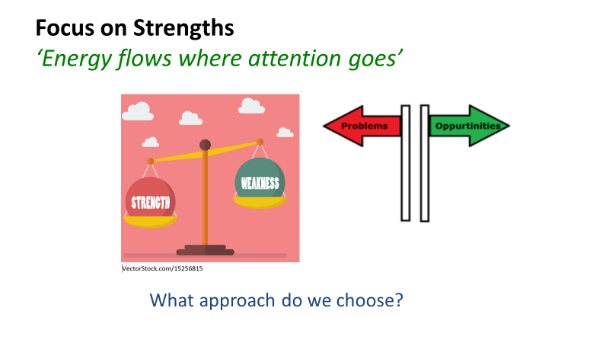 Focus on Strengths
‘Energy flows where attention goes’
STRENGTH
WEAKNESS
Problems
Oppurtinities
VectorStock.com/15256815
What approach do we choose?